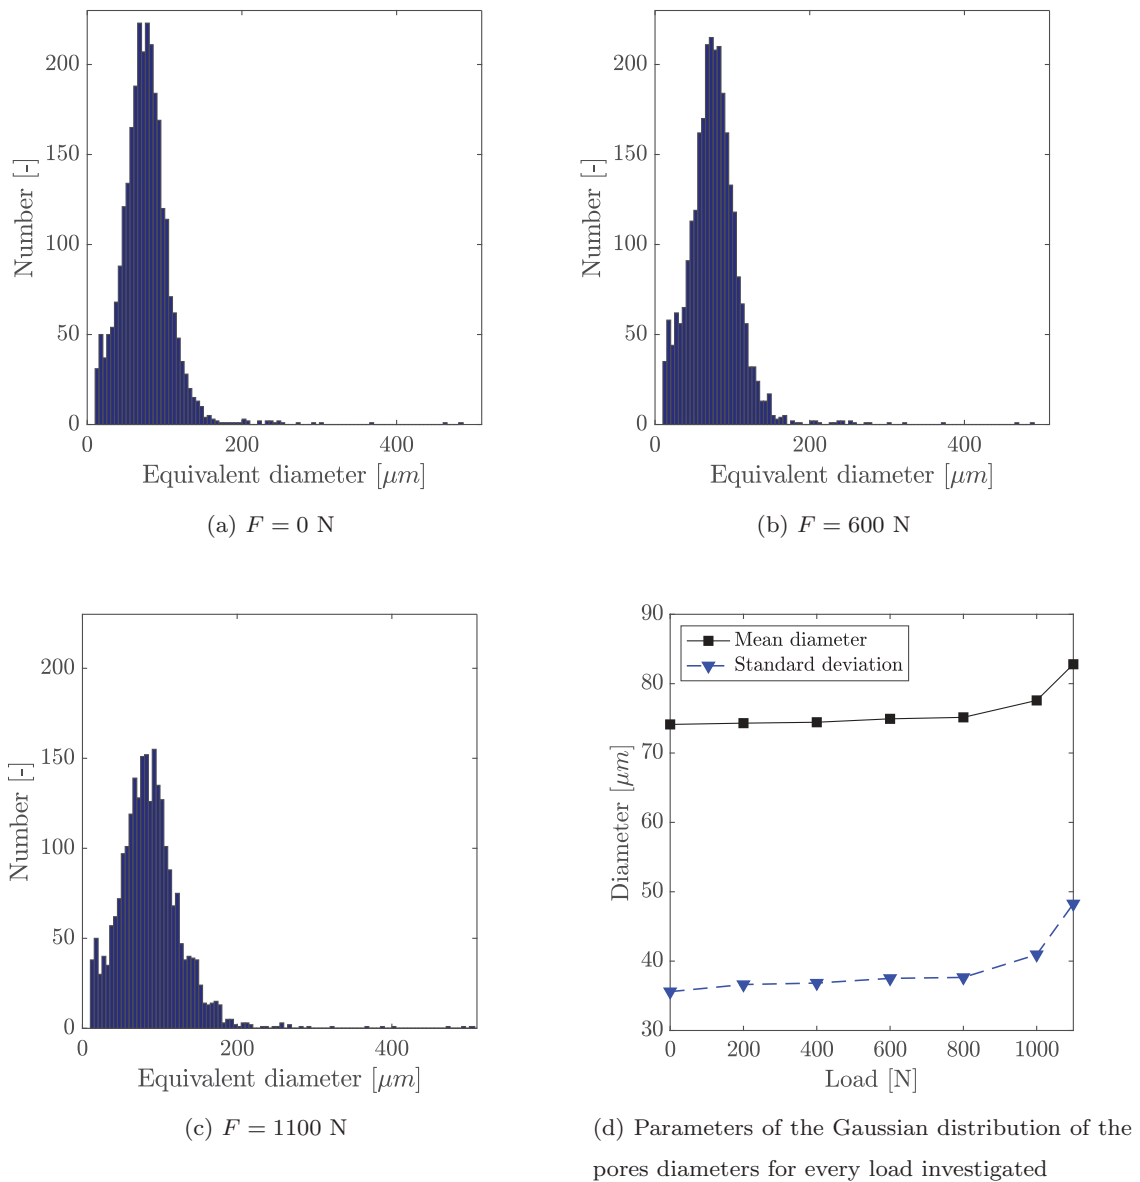 200
150
100
50
0
0
200
400
Number [-]
Equivalent diameter [μm]
(a) F = 0 N
200
150
100
50
0
0
200
400
Number [-]
Equivalent diameter [μm]
(b) F = 600 N
200
150
100
50
0
0
200
400
Number [-]
Equivalent diameter [μm]
(c) F = 1100 N
90
80
70
60
50
40
30
0
200
400
600
800
1000
Mean diameter
Standard deviation
Diameter [μm]
Load [N]
(d) Parameters of the Gaussian distribution of the
pores diameters for every load investigated